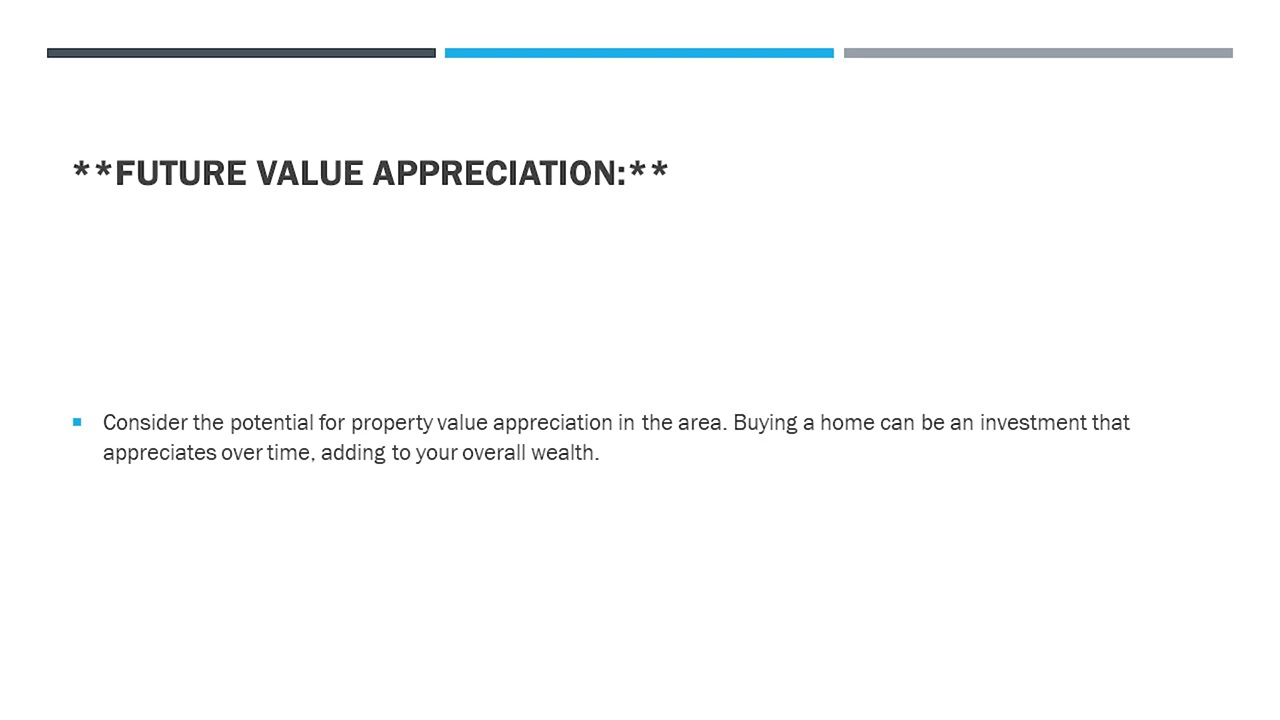 **FUTURE VALUE APPRECIATION:**
Consider the potential for property value appreciation in the area. Buying a home can be an investment that
appreciates over time, adding to your overall wealth.